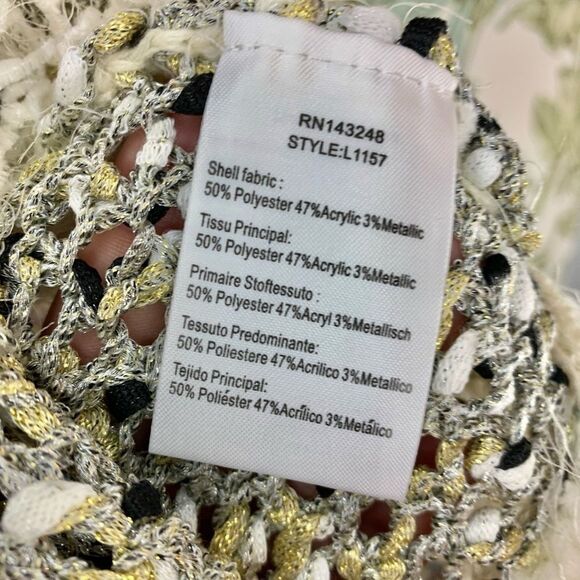 RN143248
STYLE:L1157
Shell fabric :
50% Polyester 47%Acrylic 3%Metallic
Tissu Principal:
50% Polyester 47%Acrylic 3%Metallic
Primaire Stoffestuto :
50% Polyester 47%Acryl 3%Metallisch
Tessuto Predominante:
50% Poliestere 47%Acrilico 3%Metallico
Tejido Principal:
50% Poliéster 47%Acrílico 3%Metálico